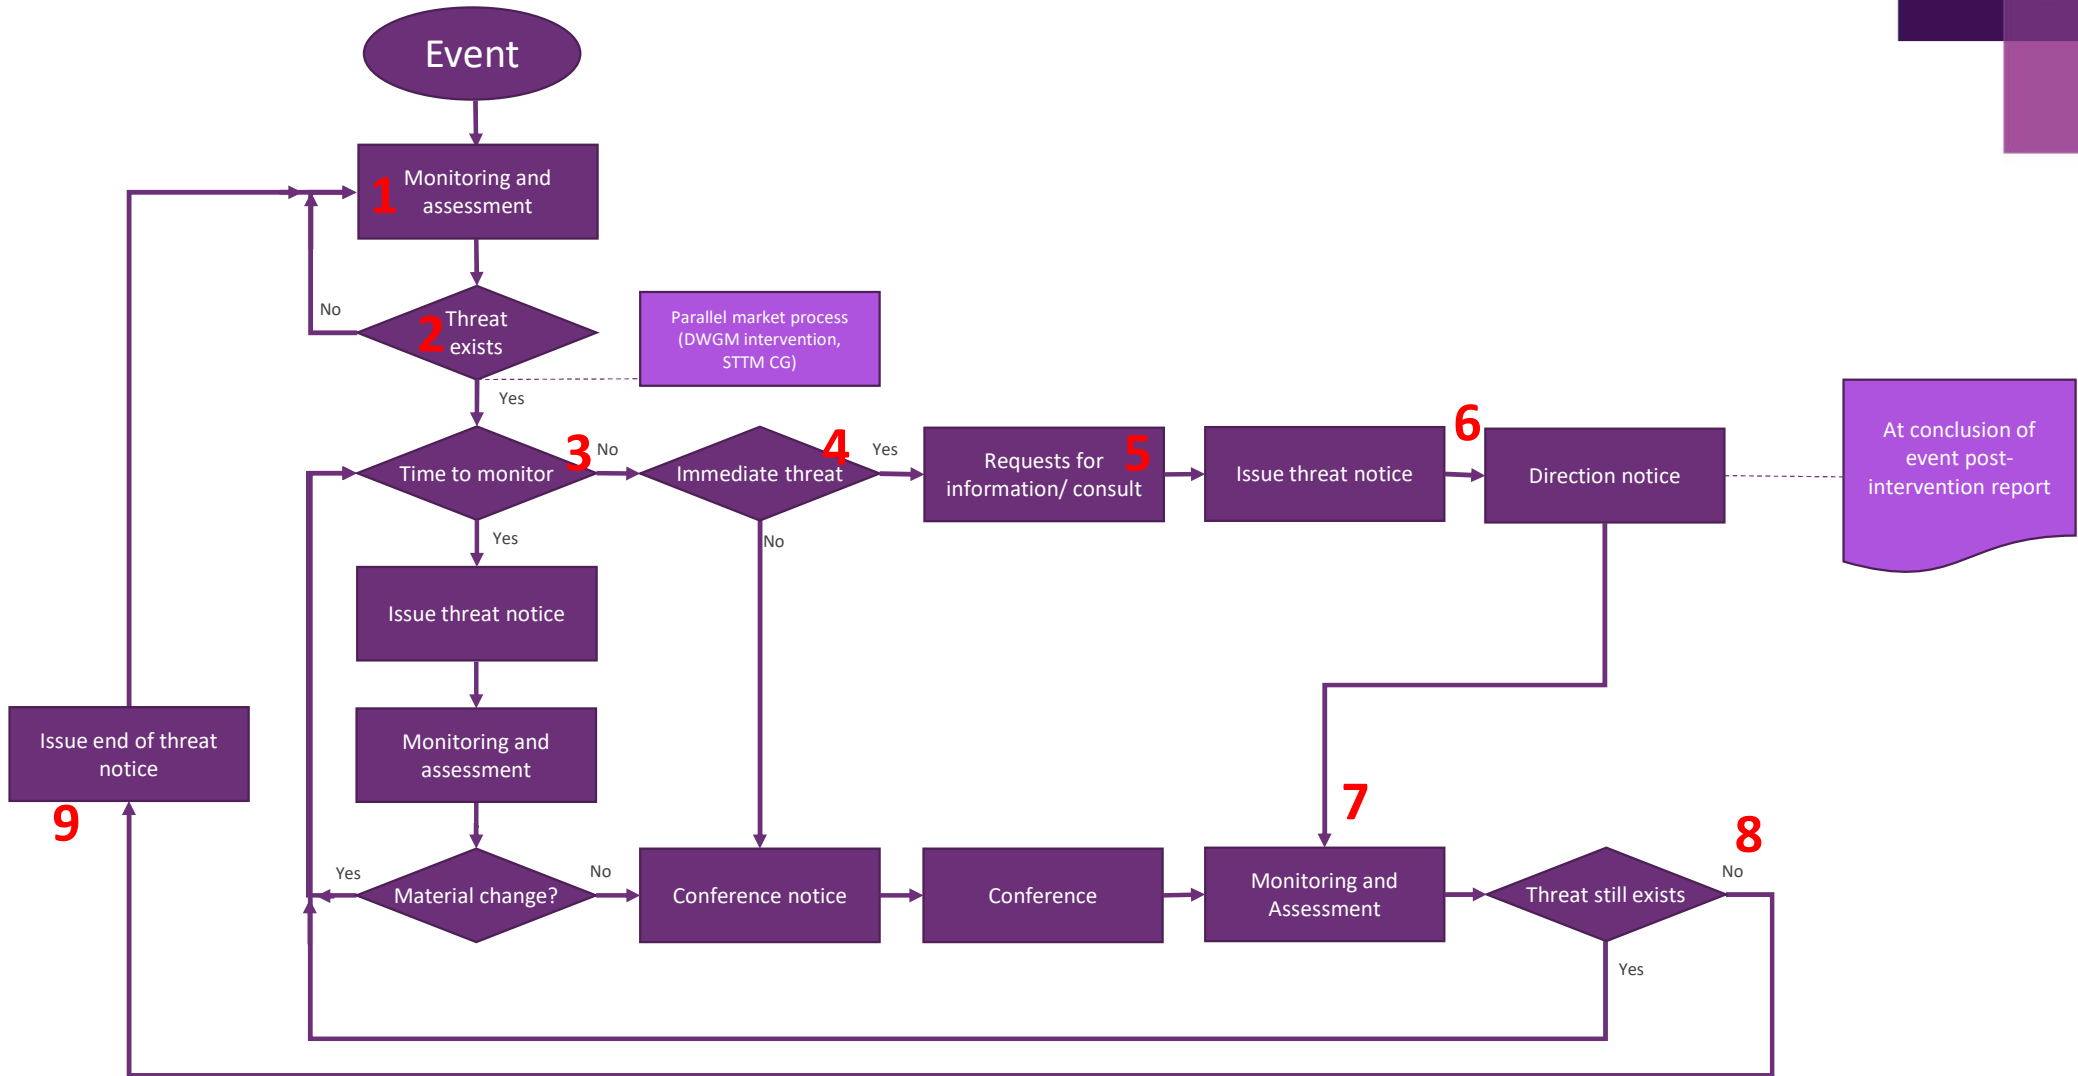 Event
1
Monitoring and
assessment
No
2
Threat
exists
Parallel market process
(DWGM intervention,
STTM CG)
Yes
Time to monitor
3
No
Immediate threat
4
Yes
Requests for
information/ consult
5
Issue threat notice
6
Direction notice
At conclusion of
event post-
intervention report
Yes
No
Issue threat notice
Issue end of threat
notice
9
Monitoring and
assessment
7
8
Yes
Material change?
No
Conference notice
Conference
Monitoring and
Assessment
Threat still exists
No
Yes